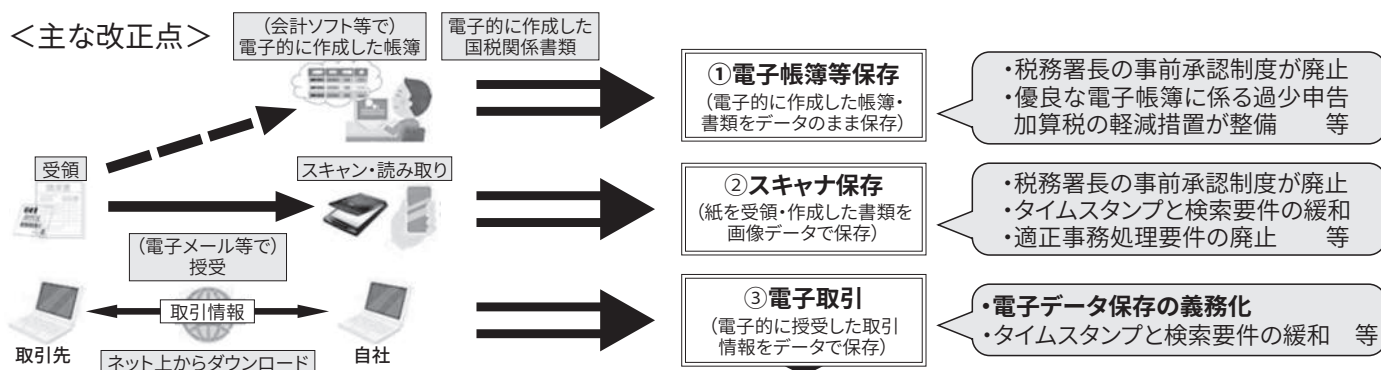 ＜主な改正点＞
（会計ソフト等で）
電子的に作成した帳簿
電子的に作成した
国税関係書類
①電子帳簿等保存
（電子的に作成した帳簿・
書類をデータのまま保存）
・税務署長の事前承認制度が廃止
・優良な電子帳簿に係る過少申告
加算税の軽減措置が整備　等
受領
スキャン・読み取り
②スキャナ保存
（紙を受領・作成した書類を
画像データで保存）
・税務署長の事前承認制度が廃止
・タイムスタンプと検索要件の緩和
・適正事務処理要件の廃止　等
（電子メール等で）
授受
取引情報
取引先
自社
ネット上からダウンロード
③電子取引
（電子的に授受した取引
情報をデータで保存）
・電子データ保存の義務化
・タイムスタンプと検索要件の緩和　等